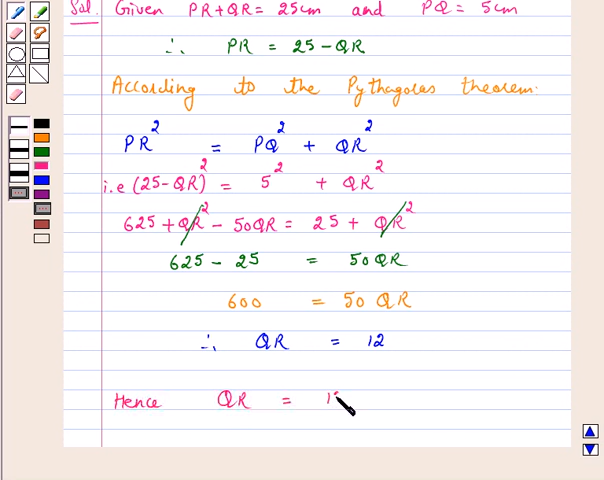 Sol. Given PR + QR = 25cm and PQ = 5cm
∴ PR = 25 - QR
According to the Pythagoras theorem.
PR² = PQ² + QR²
i.e (25 - QR)² = 5² + QR²
625 + QR² - 50QR = 25 + QR²
625 - 25 = 50QR
600 = 50 QR
∴ QR = 12
Hence QR =